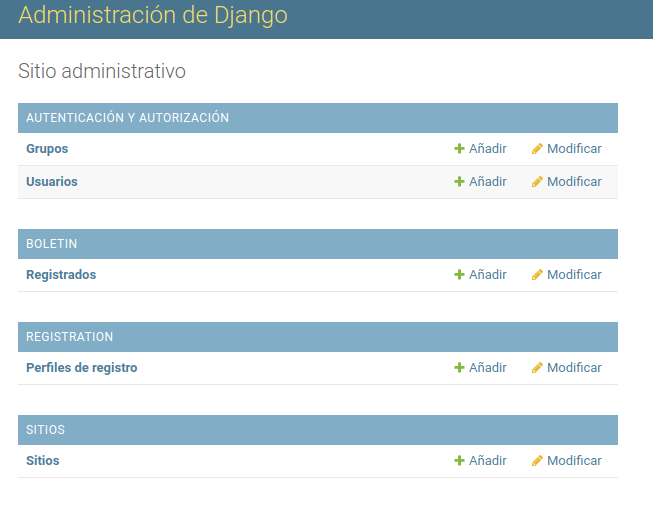 Administración de Django
Sitio administrativo
AUTENTICACIÓN Y AUTORIZACIÓN
Grupos Añadir Modificar
Usuarios Añadir Modificar
BOLETIN
Registrados Añadir Modificar
REGISTRATION
Perfiles de registro Añadir Modificar
SITIOS
Sitios Añadir Modificar